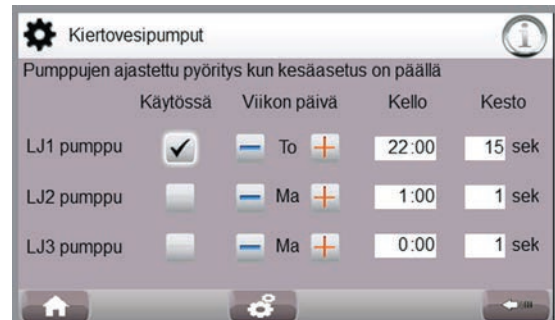 Kiertovesipumput
Pumppujen ajastettu pyöritys kun kesäasetus on päällä
Käytössä Viikon päivä Kello Kesto
LJ1 pumppu To 22:00 15 sek
LJ2 pumppu Ma 1:00 1 sek
LJ3 pumppu Ma 0:00 1 sek